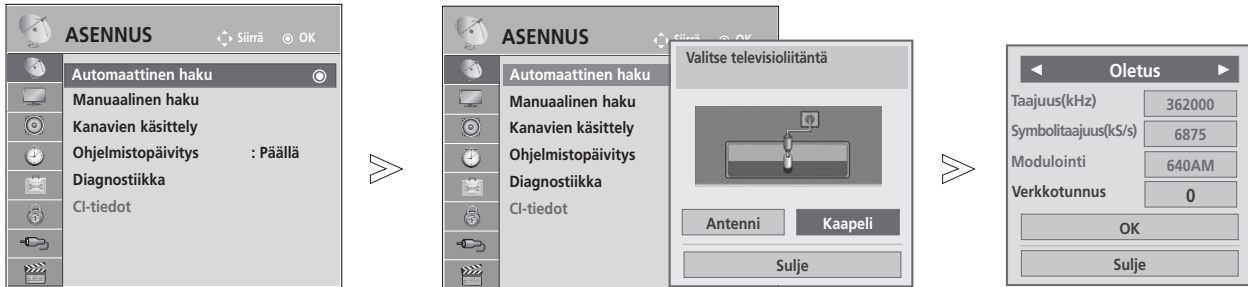 ASENNUS Siirrä OK
Automaattinen haku
Manuaalinen haku
Kanavien käsittely
Ohjelmistopäivitys : Päällä
Diagnostiikka
CI-tiedot
ASENNUS Siirrä OK
Automaattinen haku
Manuaalinen haku
Kanavien käsittely
Ohjelmistopäivitys
Diagnostiikka
CI-tiedot
Valitse televisioliitäntä
Antenni Kaapeli
Sulje
Oletus
Taajuus(kHz) 362000
Symbolitaajuus(kS/s) 6875
Modulointi 640AM
Verkkotunnus 0
OK
Sulje